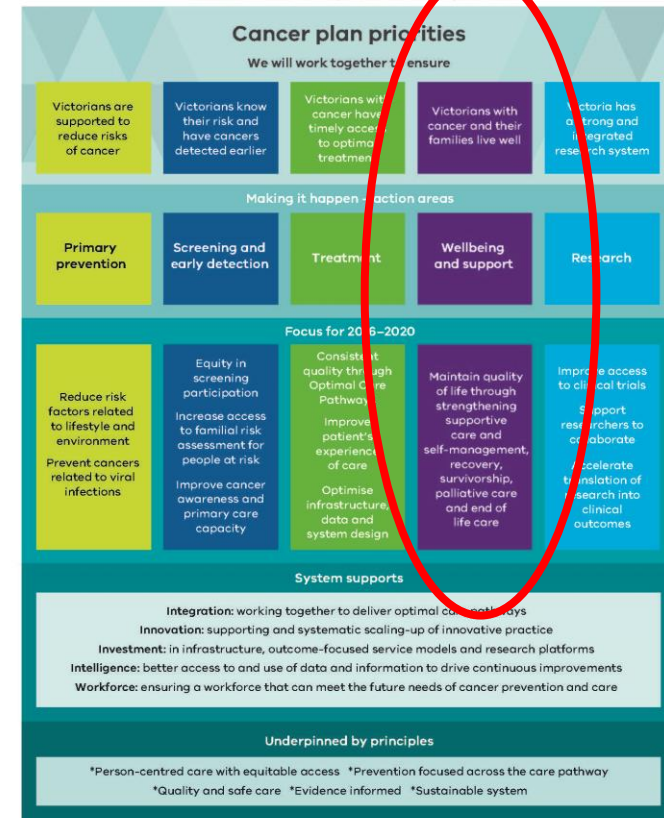 Cancer plan priorities
We will work together to ensure
Victorians are
supported to
reduce risks
of cancer
Victorians know
their risk and
have cancers
detected earlier
Victorians with
cancer have
timely access
to optimal
treatment
Victorians with
cancer and their
families live well
Victoria has
a strong and
integrated
research system
Making it happen – action areas
Primary
prevention
Screening and
early detection
Treatment
Wellbeing
and support
Research
Focus for 2016–2020
Reduce risk
factors related
to lifestyle and
environment
Prevent cancers
related to viral
infections
Equity in
screening
participation
Increase access
to familial risk
assessment for
people at risk
Improve cancer
awareness and
primary care
capacity
Consistent
quality through
Optimal Care
Pathways
Improve
patient's
experience
of care
Optimise
infrastructure,
data and
system design
Maintain quality
of life through
strengthening
supportive
care and
self-management,
recovery,
survivorship,
palliative care
and end of
life care
Improve access
to clinical trials
Support
researchers to
collaborate
Accelerate
translation of
research into
clinical
outcomes
System supports
Integration: working together to deliver optimal care pathways
Innovation: supporting and systematic scaling-up of innovative practice
Investment: in infrastructure, outcome-focused service models and research platforms
Intelligence: better access to and use of data and information to drive continuous improvements
Workforce: ensuring a workforce that can meet the future needs of cancer prevention and care
Underpinned by principles
*Person-centred care with equitable access *Prevention focused across the care pathway
*Quality and safe care *Evidence informed *Sustainable system